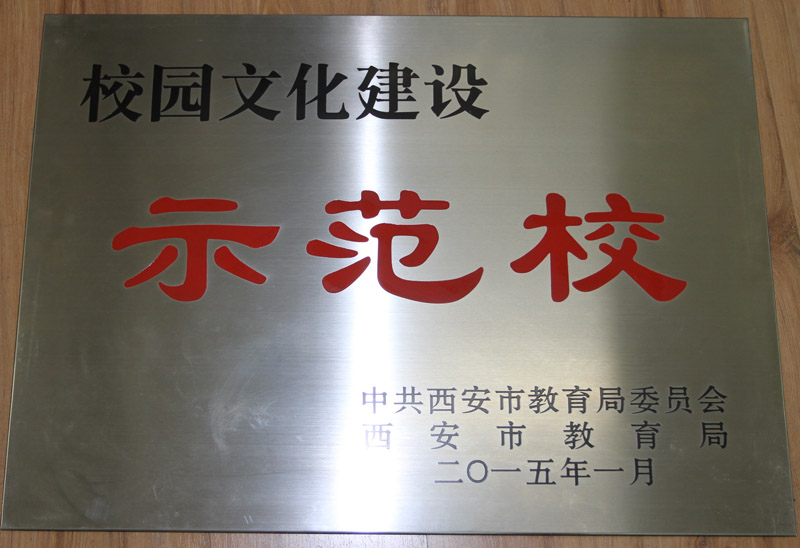 校园文化建设
示范校
中共西安市教育局委员会
西安市教育局
二〇一五年一月